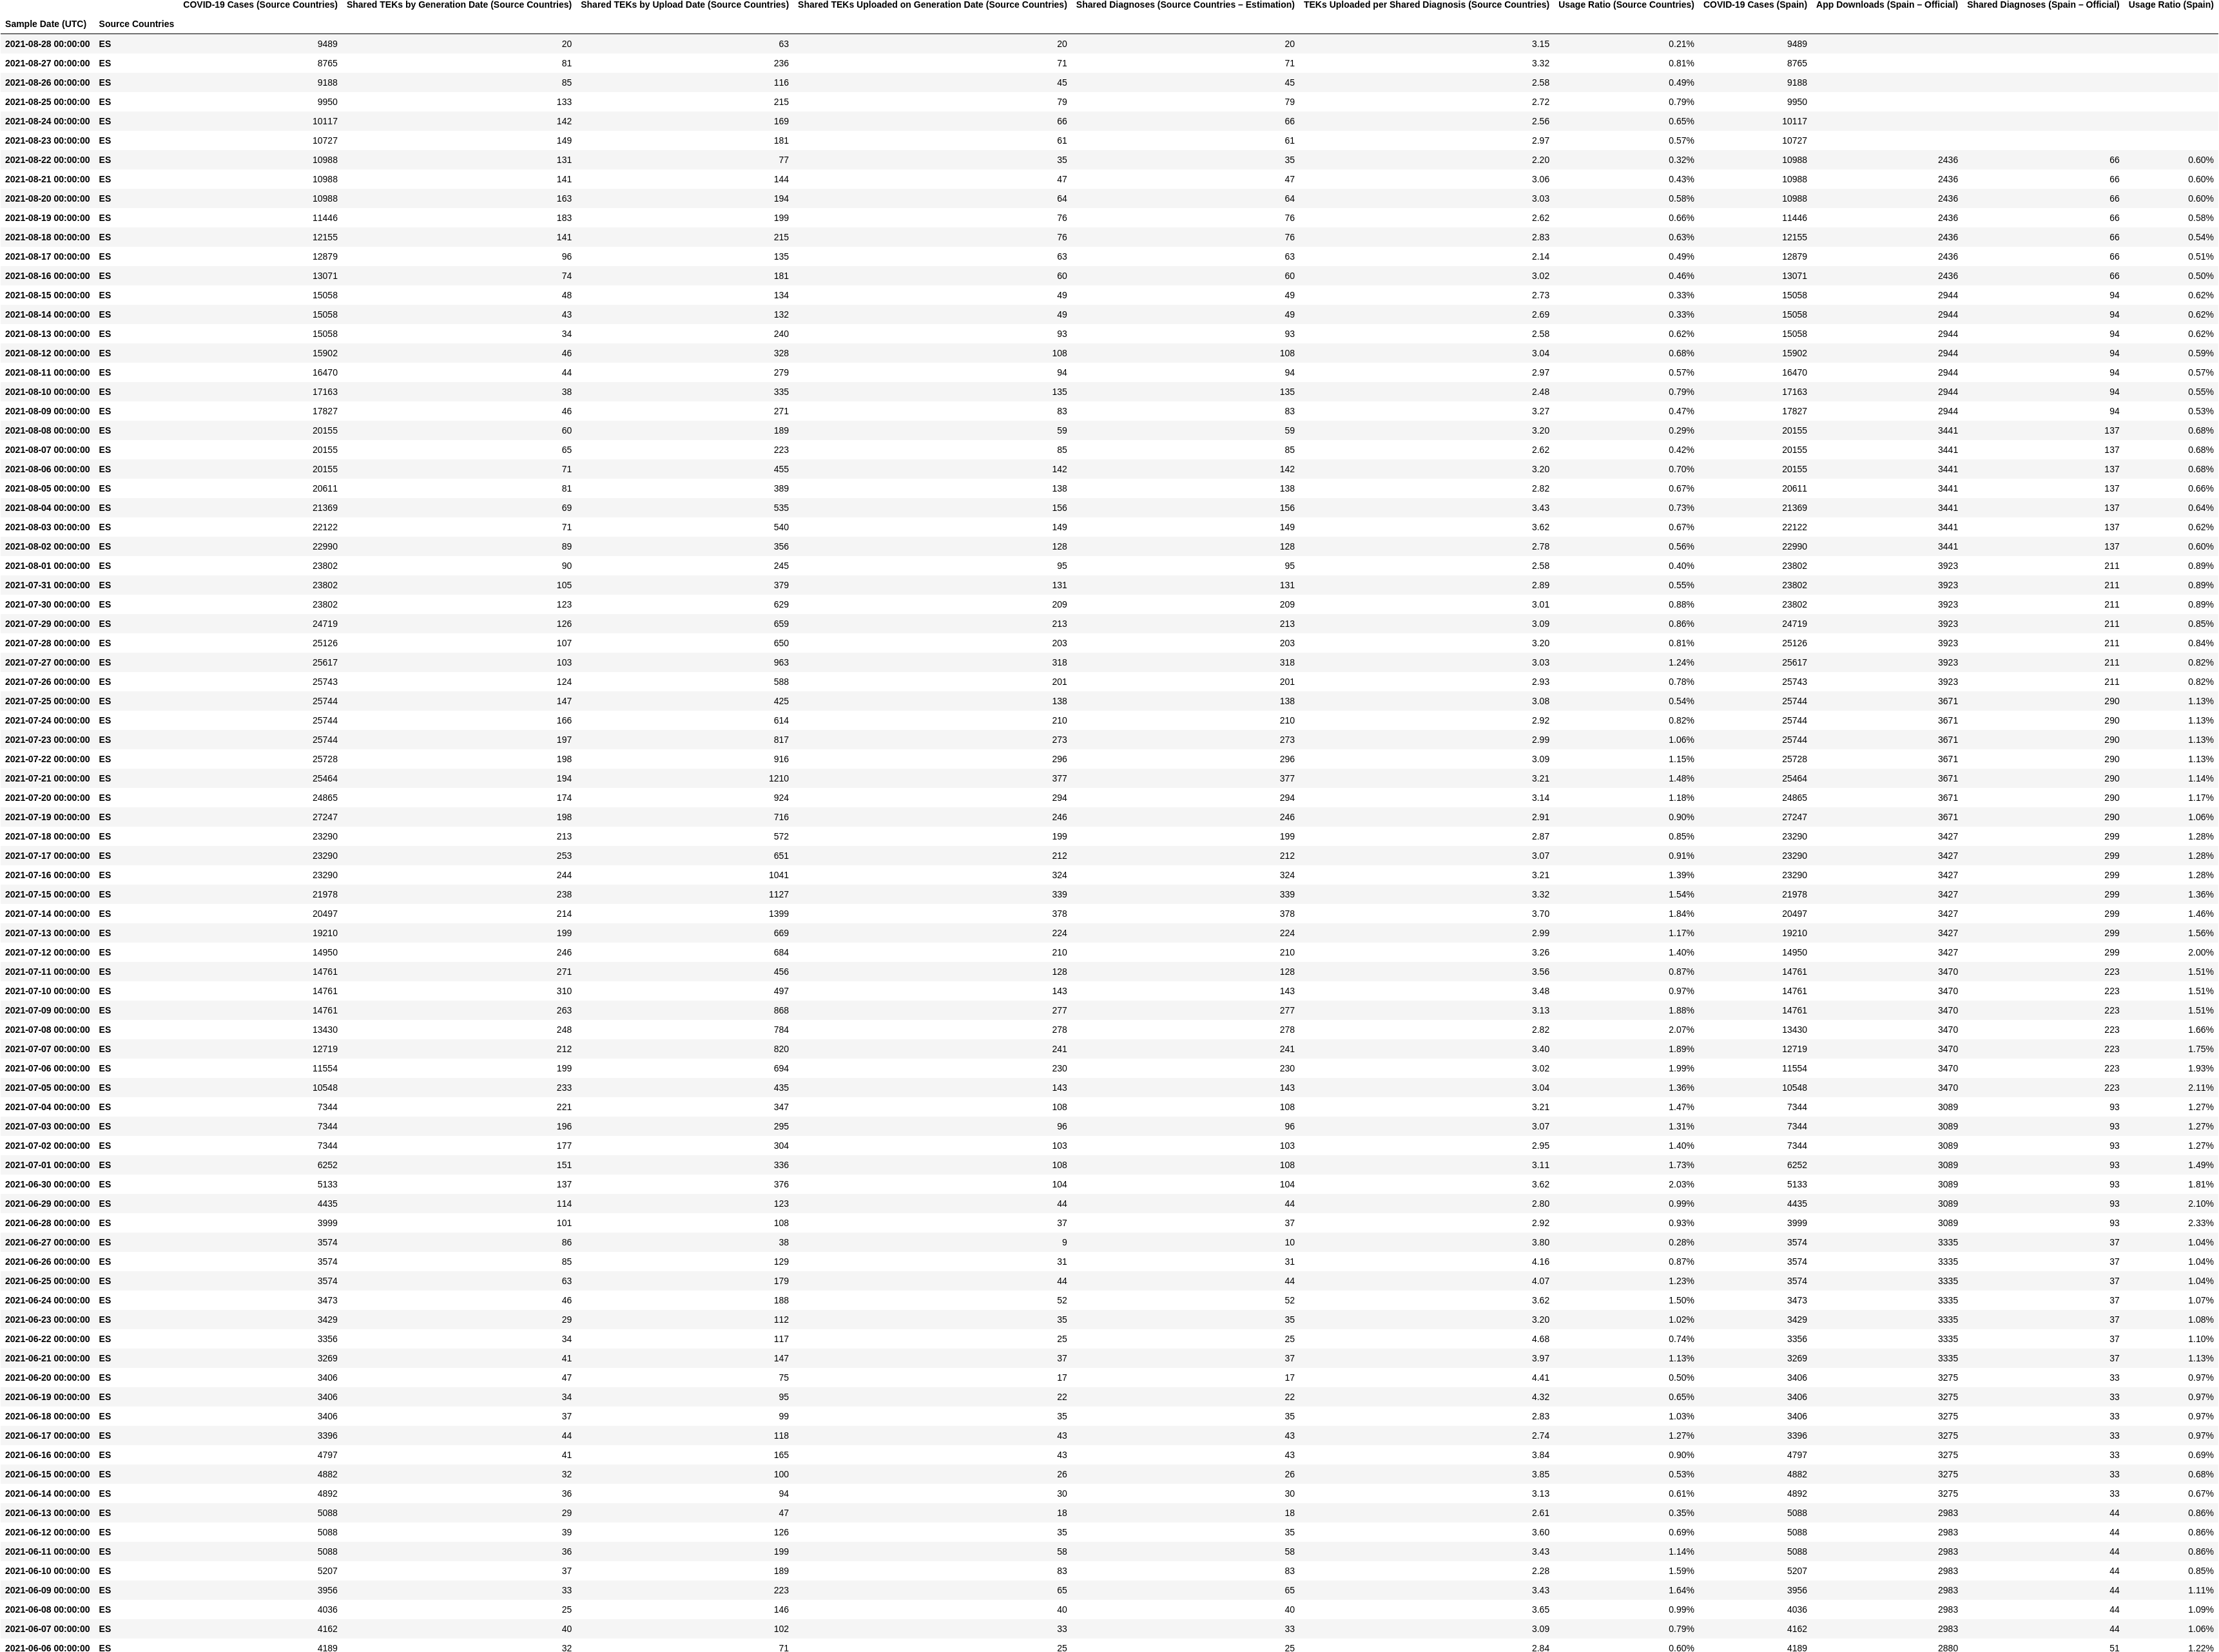 COVID-19 Cases (Source Countries) Shared TEKs by Generation Date (Source Countries) Shared TEKs by Upload Date (Source Countries) Shared TEKs Uploaded on Generation Date (Source Countries) Shared Diagnoses (Source Countries – Estimation) TEKs Uploaded per Shared Diagnosis (Source Countries) Usage Ratio (Source Countries) COVID-19 Cases (Spain) App Downloads (Spain – Official) Shared Diagnoses (Spain – Official) Usage Ratio (Spain)
Sample Date (UTC) Source Countries
2021-08-28 00:00:00 ES 9489 20 63 20 20 3.15 0.21% 9489
2021-08-27 00:00:00 ES 8765 81 236 71 71 3.32 0.81% 8765
2021-08-26 00:00:00 ES 9188 85 116 45 45 2.58 0.49% 9188
2021-08-25 00:00:00 ES 9950 133 215 79 79 2.72 0.79% 9950
2021-08-24 00:00:00 ES 10117 142 169 66 66 2.56 0.65% 10117
2021-08-23 00:00:00 ES 10727 149 181 61 61 2.97 0.57% 10727
2021-08-22 00:00:00 ES 10988 131 77 35 35 2.20 0.32% 10988 2436 66 0.60%
2021-08-21 00:00:00 ES 10988 141 144 47 47 3.06 0.43% 10988 2436 66 0.60%
2021-08-20 00:00:00 ES 10988 163 194 64 64 3.03 0.58% 10988 2436 66 0.60%
2021-08-19 00:00:00 ES 11446 183 199 76 76 2.62 0.66% 11446 2436 66 0.58%
2021-08-18 00:00:00 ES 12155 141 215 76 76 2.83 0.63% 12155 2436 66 0.54%
2021-08-17 00:00:00 ES 12879 96 135 63 63 2.14 0.49% 12879 2436 66 0.51%
2021-08-16 00:00:00 ES 13071 74 181 60 60 3.02 0.46% 13071 2436 66 0.50%
2021-08-15 00:00:00 ES 15058 48 134 49 49 2.73 0.33% 15058 2944 94 0.62%
2021-08-14 00:00:00 ES 15058 43 132 49 49 2.69 0.33% 15058 2944 94 0.62%
2021-08-13 00:00:00 ES 15058 34 240 93 93 2.58 0.62% 15058 2944 94 0.62%
2021-08-12 00:00:00 ES 15902 46 328 108 108 3.04 0.68% 15902 2944 94 0.59%
2021-08-11 00:00:00 ES 16470 44 279 94 94 2.97 0.57% 16470 2944 94 0.57%
2021-08-10 00:00:00 ES 17163 38 335 135 135 2.48 0.79% 17163 2944 94 0.55%
2021-08-09 00:00:00 ES 17827 46 271 83 83 3.27 0.47% 17827 2944 94 0.53%
2021-08-08 00:00:00 ES 20155 60 189 59 59 3.20 0.29% 20155 3441 137 0.68%
2021-08-07 00:00:00 ES 20155 65 223 85 85 2.62 0.42% 20155 3441 137 0.68%
2021-08-06 00:00:00 ES 20155 71 455 142 142 3.20 0.70% 20155 3441 137 0.68%
2021-08-05 00:00:00 ES 20611 81 389 138 138 2.82 0.67% 20611 3441 137 0.66%
2021-08-04 00:00:00 ES 21369 69 535 156 156 3.43 0.73% 21369 3441 137 0.64%
2021-08-03 00:00:00 ES 22122 71 540 149 149 3.62 0.67% 22122 3441 137 0.62%
2021-08-02 00:00:00 ES 22990 89 356 128 128 2.78 0.56% 22990 3441 137 0.60%
2021-08-01 00:00:00 ES 23802 90 245 95 95 2.58 0.40% 23802 3923 211 0.89%
2021-07-31 00:00:00 ES 23802 105 379 131 131 2.89 0.55% 23802 3923 211 0.89%
2021-07-30 00:00:00 ES 23802 123 629 209 209 3.01 0.88% 23802 3923 211 0.89%
2021-07-29 00:00:00 ES 24719 126 659 213 213 3.09 0.86% 24719 3923 211 0.85%
2021-07-28 00:00:00 ES 25126 107 650 203 203 3.20 0.81% 25126 3923 211 0.84%
2021-07-27 00:00:00 ES 25617 103 963 318 318 3.03 1.24% 25617 3923 211 0.82%
2021-07-26 00:00:00 ES 25743 124 588 201 201 2.93 0.78% 25743 3923 211 0.82%
2021-07-25 00:00:00 ES 25744 147 425 138 138 3.08 0.54% 25744 3671 290 1.13%
2021-07-24 00:00:00 ES 25744 166 614 210 210 2.92 0.82% 25744 3671 290 1.13%
2021-07-23 00:00:00 ES 25744 197 817 273 273 2.99 1.06% 25744 3671 290 1.13%
2021-07-22 00:00:00 ES 25728 198 916 296 296 3.09 1.15% 25728 3671 290 1.13%
2021-07-21 00:00:00 ES 25464 194 1210 377 377 3.21 1.48% 25464 3671 290 1.14%
2021-07-20 00:00:00 ES 24865 174 924 294 294 3.14 1.18% 24865 3671 290 1.17%
2021-07-19 00:00:00 ES 27247 198 716 246 246 2.91 0.90% 27247 3671 290 1.06%
2021-07-18 00:00:00 ES 23290 213 572 199 199 2.87 0.85% 23290 3427 299 1.28%
2021-07-17 00:00:00 ES 23290 253 651 212 212 3.07 0.91% 23290 3427 299 1.28%
2021-07-16 00:00:00 ES 23290 244 1041 324 324 3.21 1.39% 23290 3427 299 1.28%
2021-07-15 00:00:00 ES 21978 238 1127 339 339 3.32 1.54% 21978 3427 299 1.36%
2021-07-14 00:00:00 ES 20497 214 1399 378 378 3.70 1.84% 20497 3427 299 1.46%
2021-07-13 00:00:00 ES 19210 199 669 224 224 2.99 1.17% 19210 3427 299 1.56%
2021-07-12 00:00:00 ES 14950 246 684 210 210 3.26 1.40% 14950 3427 299 2.00%
2021-07-11 00:00:00 ES 14761 271 456 128 128 3.56 0.87% 14761 3470 223 1.51%
2021-07-10 00:00:00 ES 14761 310 497 143 143 3.48 0.97% 14761 3470 223 1.51%
2021-07-09 00:00:00 ES 14761 263 868 277 277 3.13 1.88% 14761 3470 223 1.51%
2021-07-08 00:00:00 ES 13430 248 784 278 278 2.82 2.07% 13430 3470 223 1.66%
2021-07-07 00:00:00 ES 12719 212 820 241 241 3.40 1.89% 12719 3470 223 1.75%
2021-07-06 00:00:00 ES 11554 199 694 230 230 3.02 1.99% 11554 3470 223 1.93%
2021-07-05 00:00:00 ES 10548 233 435 143 143 3.04 1.36% 10548 3470 223 2.11%
2021-07-04 00:00:00 ES 7344 221 347 108 108 3.21 1.47% 7344 3089 93 1.27%
2021-07-03 00:00:00 ES 7344 196 295 96 96 3.07 1.31% 7344 3089 93 1.27%
2021-07-02 00:00:00 ES 7344 177 304 103 103 2.95 1.40% 7344 3089 93 1.27%
2021-07-01 00:00:00 ES 6252 151 336 108 108 3.11 1.73% 6252 3089 93 1.49%
2021-06-30 00:00:00 ES 5133 137 376 104 104 3.62 2.03% 5133 3089 93 1.81%
2021-06-29 00:00:00 ES 4435 114 123 44 44 2.80 0.99% 4435 3089 93 2.10%
2021-06-28 00:00:00 ES 3999 101 108 37 37 2.92 0.93% 3999 3089 93 2.33%
2021-06-27 00:00:00 ES 3574 86 38 9 10 3.80 0.28% 3574 3335 37 1.04%
2021-06-26 00:00:00 ES 3574 85 129 31 31 4.16 0.87% 3574 3335 37 1.04%
2021-06-25 00:00:00 ES 3574 63 179 44 44 4.07 1.23% 3574 3335 37 1.04%
2021-06-24 00:00:00 ES 3473 46 188 52 52 3.62 1.50% 3473 3335 37 1.07%
2021-06-23 00:00:00 ES 3429 29 112 35 35 3.20 1.02% 3429 3335 37 1.08%
2021-06-22 00:00:00 ES 3356 34 117 25 25 4.68 0.74% 3356 3335 37 1.10%
2021-06-21 00:00:00 ES 3269 41 147 37 37 3.97 1.13% 3269 3335 37 1.13%
2021-06-20 00:00:00 ES 3406 47 75 17 17 4.41 0.50% 3406 3275 33 0.97%
2021-06-19 00:00:00 ES 3406 34 95 22 22 4.32 0.65% 3406 3275 33 0.97%
2021-06-18 00:00:00 ES 3406 37 99 35 35 2.83 1.03% 3406 3275 33 0.97%
2021-06-17 00:00:00 ES 3396 44 118 43 43 2.74 1.27% 3396 3275 33 0.97%
2021-06-16 00:00:00 ES 4797 41 165 43 43 3.84 0.90% 4797 3275 33 0.69%
2021-06-15 00:00:00 ES 4882 32 100 26 26 3.85 0.53% 4882 3275 33 0.68%
2021-06-14 00:00:00 ES 4892 36 94 30 30 3.13 0.61% 4892 3275 33 0.67%
2021-06-13 00:00:00 ES 5088 29 47 18 18 2.61 0.35% 5088 2983 44 0.86%
2021-06-12 00:00:00 ES 5088 39 126 35 35 3.60 0.69% 5088 2983 44 0.86%
2021-06-11 00:00:00 ES 5088 36 199 58 58 3.43 1.14% 5088 2983 44 0.86%
2021-06-10 00:00:00 ES 5207 37 189 83 83 2.28 1.59% 5207 2983 44 0.85%
2021-06-09 00:00:00 ES 3956 33 223 65 65 3.43 1.64% 3956 2983 44 1.11%
2021-06-08 00:00:00 ES 4036 25 146 40 40 3.65 0.99% 4036 2983 44 1.09%
2021-06-07 00:00:00 ES 4162 40 102 33 33 3.09 0.79% 4162 2983 44 1.06%
2021-06-06 00:00:00 ES 4189 32 71 25 25 2.84 0.60% 4189 2880 51 1.22%